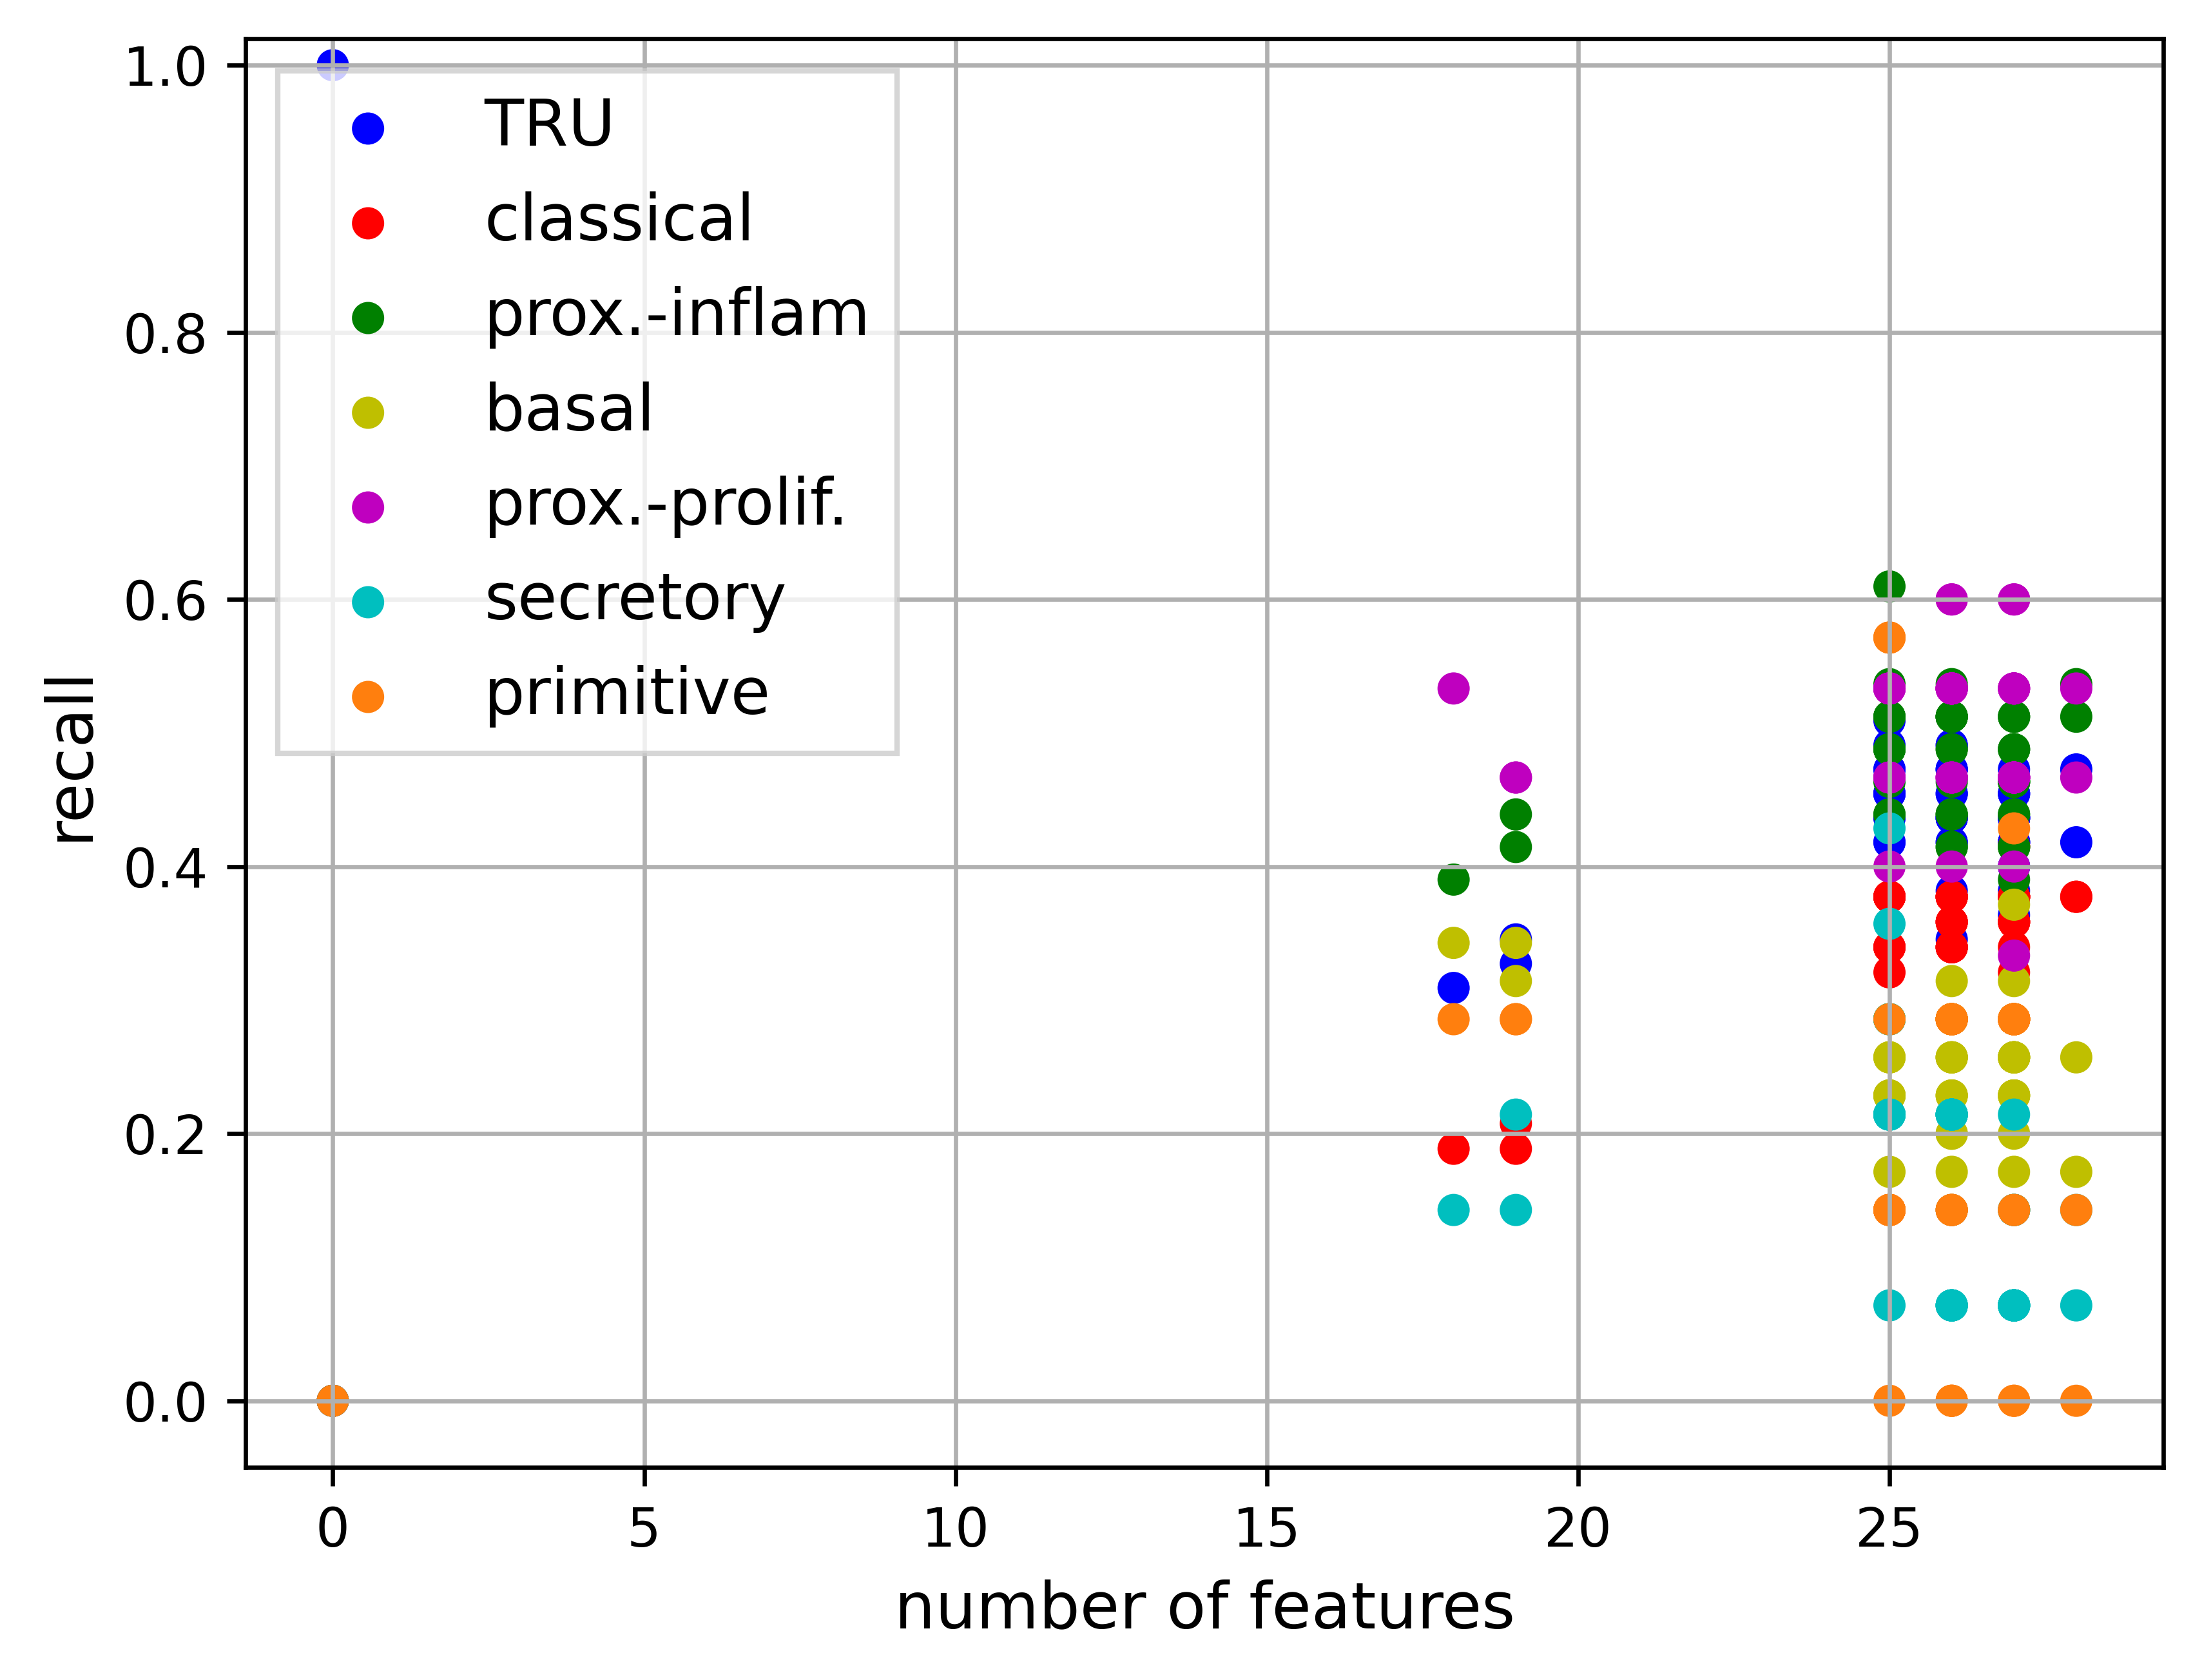 1.0
0.8
0.6
0.4
0.2
0.0
recall
TRU
classical
prox.-inflam
basal
prox.-prolif.
secretory
primitive
0 5 10 15 20 25
number of features